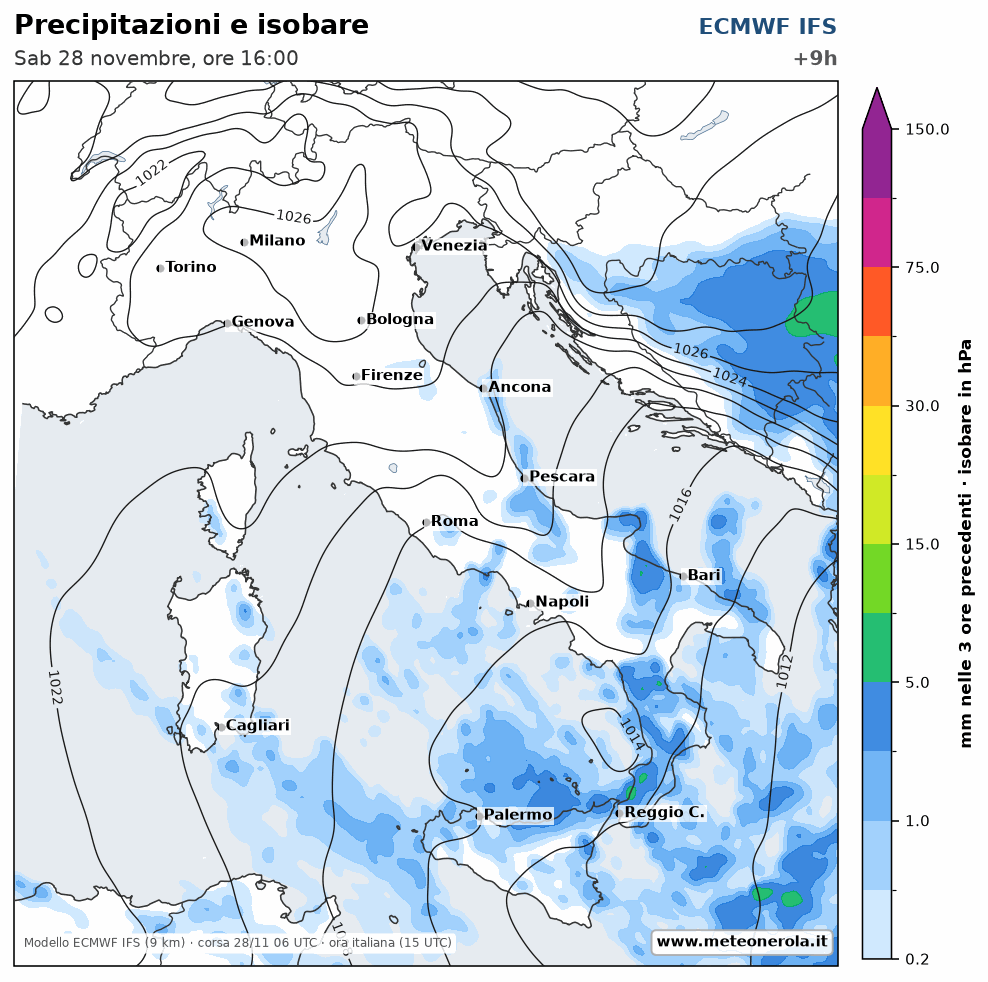 Precipitazioni e isobare
ECMWF IFS
Sab 28 novembre, ore 16:00
+9h
150.0
1022
1026
Milano
Venezia
Torino
75.0
Genova
Bologna
1026
Firenze
1024
Ancona
30.0
Pescara
1016
Roma
15.0
Bari
Napoli
1022
1012
5.0
Cagliari
1014
Palermo
Reggio C.
1.0
Modello ECMWF IFS (9 km) · corsa 28/11 06 UTC · ora italiana (15 UTC)
www.meteonerola.it
0.2
mm nelle 3 ore precedenti · isobare in hPa